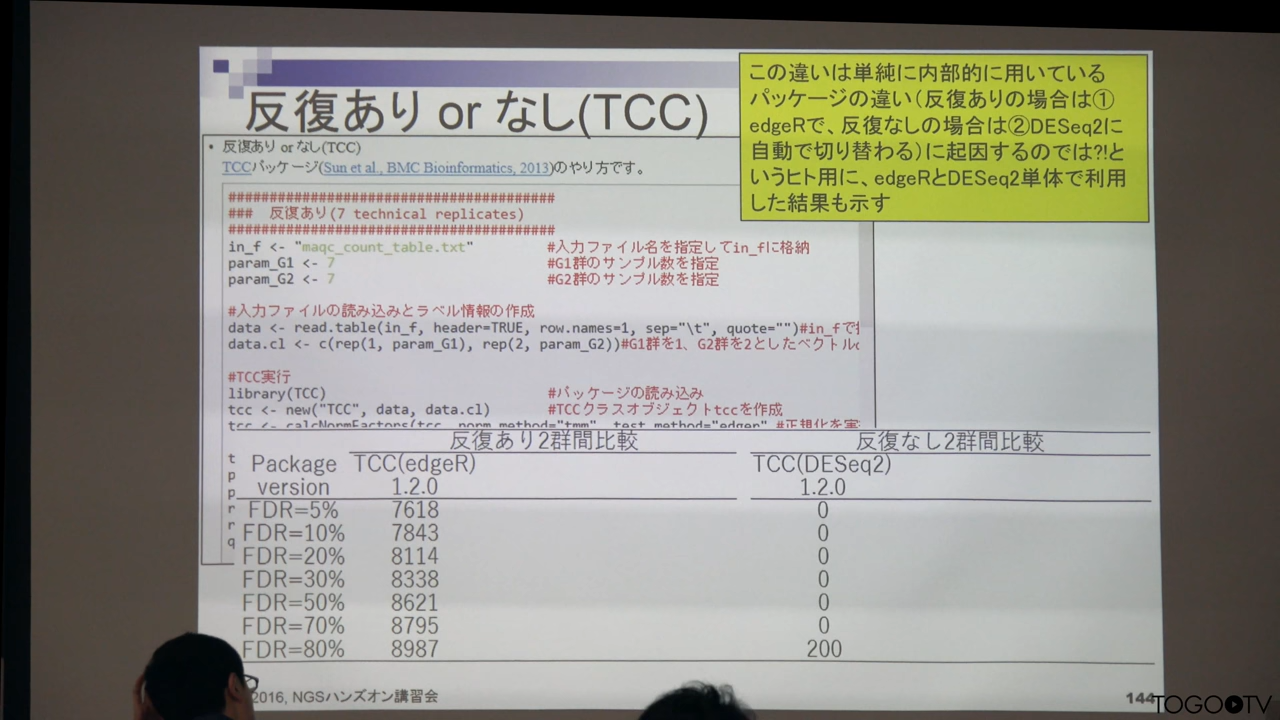 反復あり or なし(TCC)
この違いは単純に内部的に用いている
パッケージの違い(反復ありの場合は①
edgeRで、反復なしの場合は②DESeq2に
自動で切り替わる)に起因するのでは?!と
いうヒト用に、edgeRとDESeq2単体で利用
した結果も示す
• 反復あり or なし(TCC)
TCCパッケージ(Sun et al., BMC Bioinformatics, 2013)のやり方です。
########################################
### 反復あり(7 technical replicates)
########################################
in_f <- "maqc_count_table.txt" #入力ファイル名を指定してin_fに格納
param_G1 <- 7 #G1群のサンプル数を指定
param_G2 <- 7 #G2群のサンプル数を指定
#入力ファイルの読み込みとラベル情報の作成
data <- read.table(in_f, header=TRUE, row.names=1, sep="\t", quote="")#in_fで
data.cl <- c(rep(1, param_G1), rep(2, param_G2))#G1群を1、G2群を2としたベクトル
#TCC実行
library(TCC) #パッケージの読み込み
tcc <- new("TCC", data, data.cl) #TCCクラスオブジェクトtccを作成
tcc <- calcNormFactors(tcc, norm.method="tmm", test.method="edger" #正規化を実
反復あり2群間比較 反復なし2群間比較
Package TCC(edgeR) TCC(DESeq2)
version 1.2.0 1.2.0
FDR=5% 7618 0
FDR=10% 7843 0
FDR=20% 8114 0
FDR=30% 8338 0
FDR=50% 8621 0
FDR=70% 8795 0
FDR=80% 8987 200
t
p
p
r
r
q
2016, NGSハンズオン講習会
144
TOGOTV